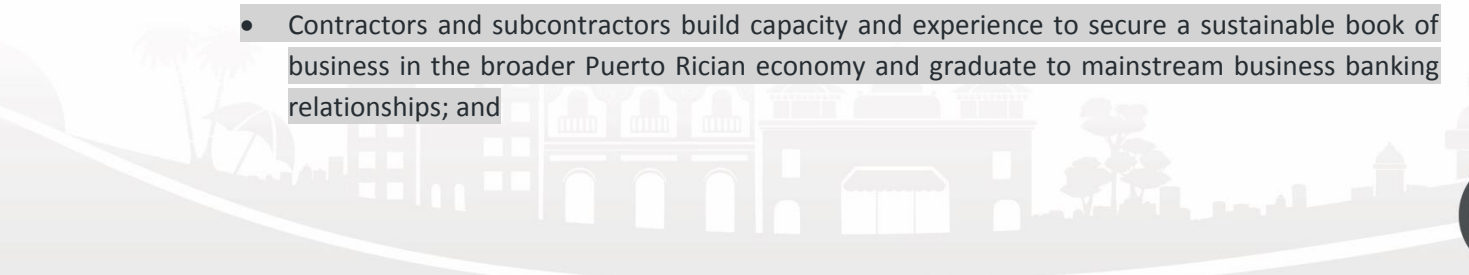 • Contractors and subcontractors build capacity and experience to secure a sustainable book of
business in the broader Puerto Rician economy and graduate to mainstream business banking
relationships; and